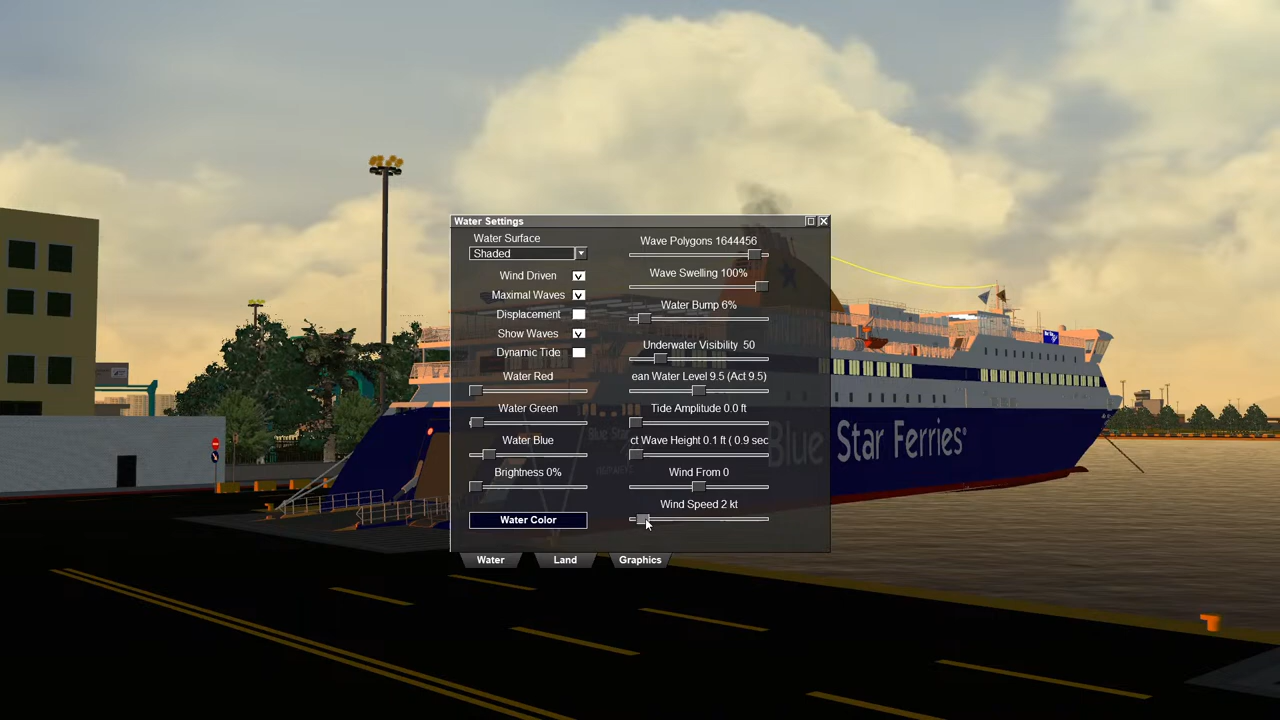 Water Settings
Water Surface
Shaded
Wind Driven
Maximal Waves
Displacement
Show Waves
Dynamic Tide
Water Red
Water Green
Water Blue
Brightness 0%
Water Color
Wave Polygons 1644456
Wave Swelling 100%
Water Bump 6%
Underwater Visibility 50
ean Water Level 9.5 (Act 9.5)
Tide Amplitude 0.0 ft
ct Wave Height 0.1 ft ( 0.9 sec
Wind From 0
Wind Speed 2 kt
Water
Land
Graphics
Blue Star Ferries